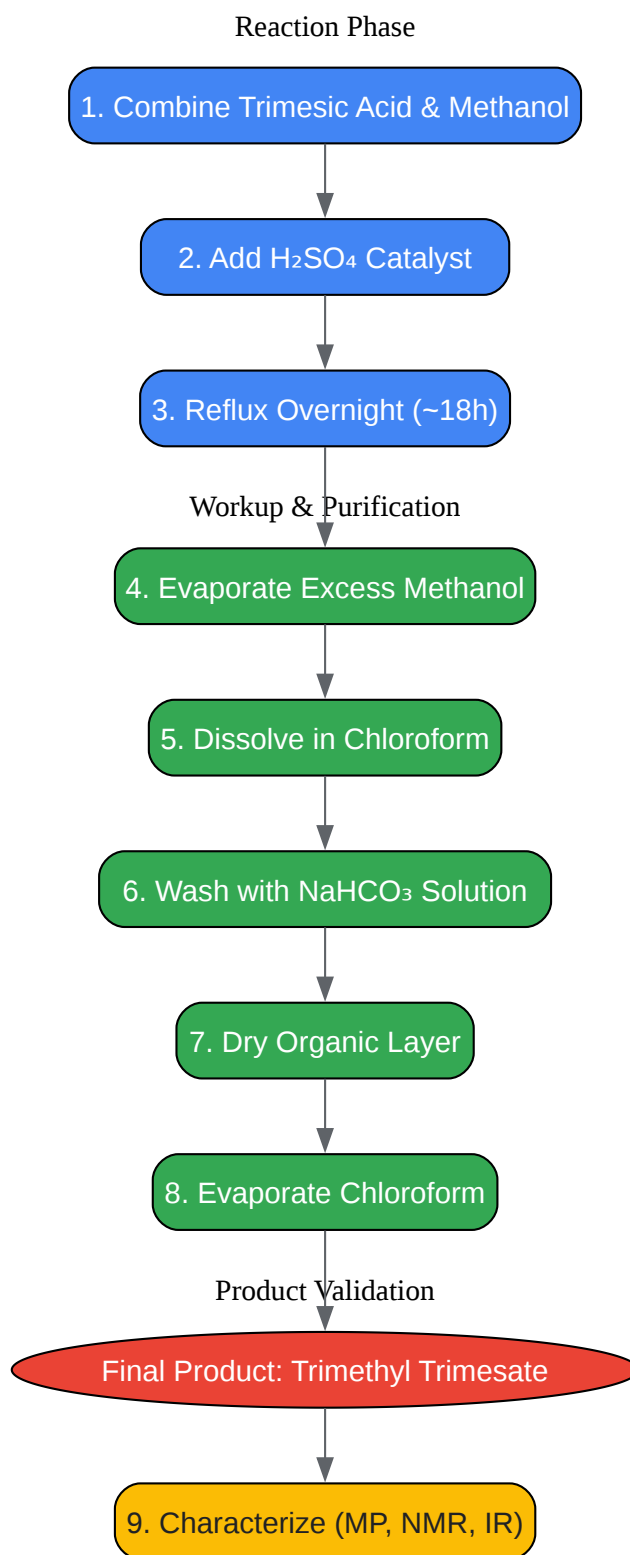 Reaction Phase
1. Combine Trimesic Acid & Methanol
2. Add H₂SO₄ Catalyst
3. Reflux Overnight (~18h)
Workup & Purification
4. Evaporate Excess Methanol
5. Dissolve in Chloroform
6. Wash with NaHCO₃ Solution
7. Dry Organic Layer
8. Evaporate Chloroform
Product Validation
Final Product: Trimethyl Trimesate
9. Characterize (MP, NMR, IR)